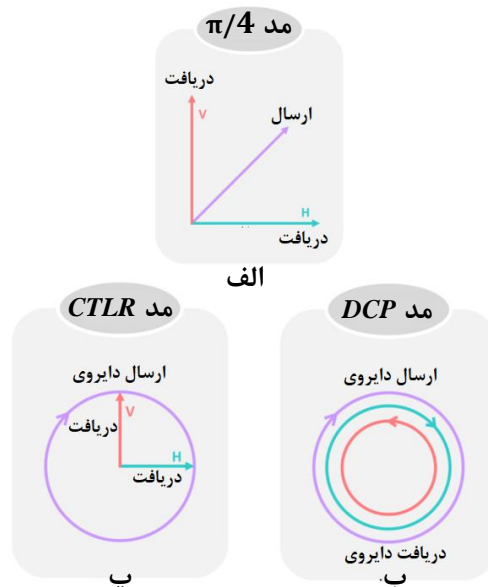 مد π/4
دریافت
V
ارسال
H
دریافت
الف
مد DCP
ارسال دایروی
دریافت دایروی
ب
مد CTLR
ارسال دایروی
V
دریافت
H
دریافت
پ